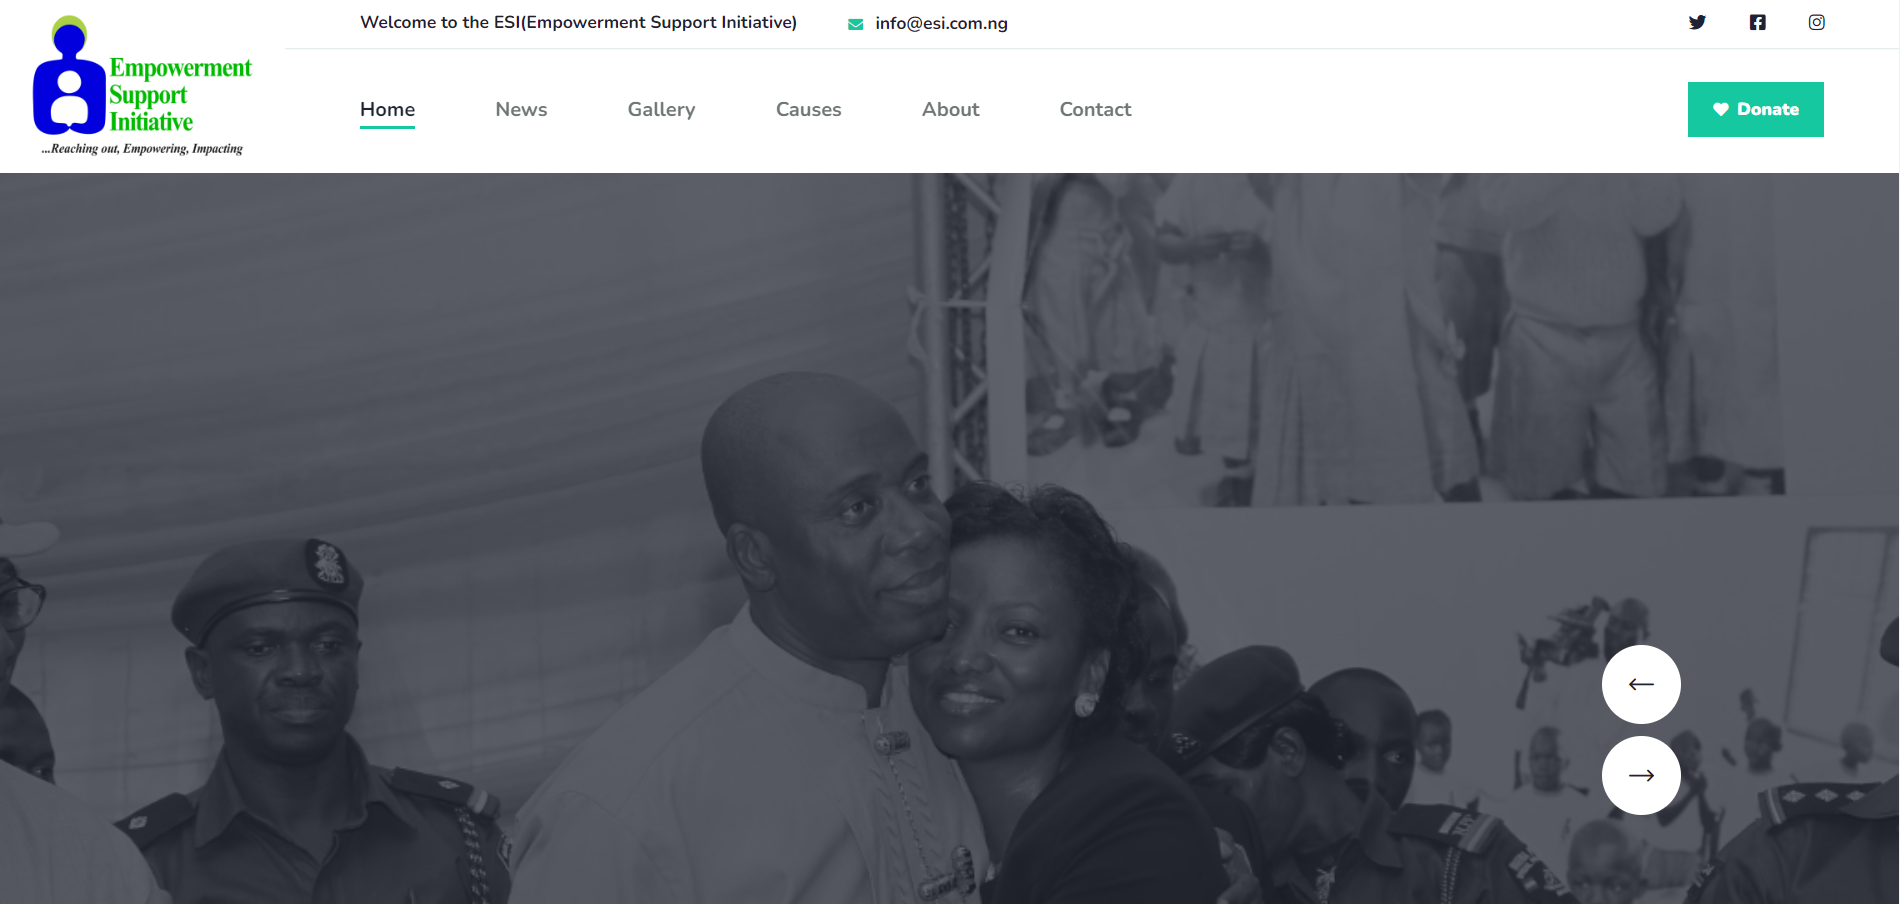 Welcome to the ESI(Empowerment Support Initiative)
info@esi.com.ng
Empowerment
Support
Initiative
...Reaching out, Empowering, Impacting
Home
News
Gallery
Causes
About
Contact
Donate